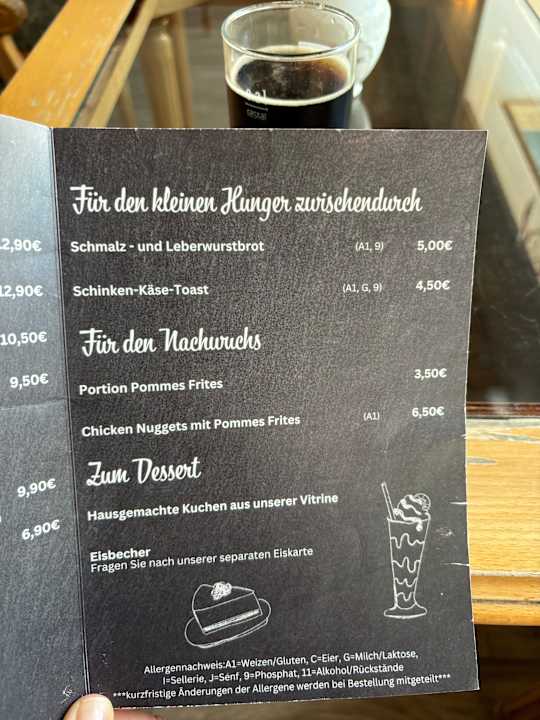 12,90€
12,90€
10,50€
9,50€
9,90€
6,90€
Für den kleinen Hunger zwischendurch
Schmalz - und Leberwurstbrot (A1, 9) 5,00€
Schinken-Käse-Toast (A1, G, 9) 4,50€
Für den Nachwuchs
Portion Pommes Frites 3,50€
Chicken Nuggets mit Pommes Frites (A1) 6,50€
Zum Dessert
Hausgemachte Kuchen aus unserer Vitrine
Eisbecher
Fragen Sie nach unserer separaten Eiskarte
Allergennachweis:A1=Weizen/Gluten, C=Eier, G=Milch/Laktose,
I=Sellerie, J=Senf, 9=Phosphat, 11=Alkohol/Rückstände
***kurzfristige Änderungen der Allergene werden bei Bestellung mitgeteilt***